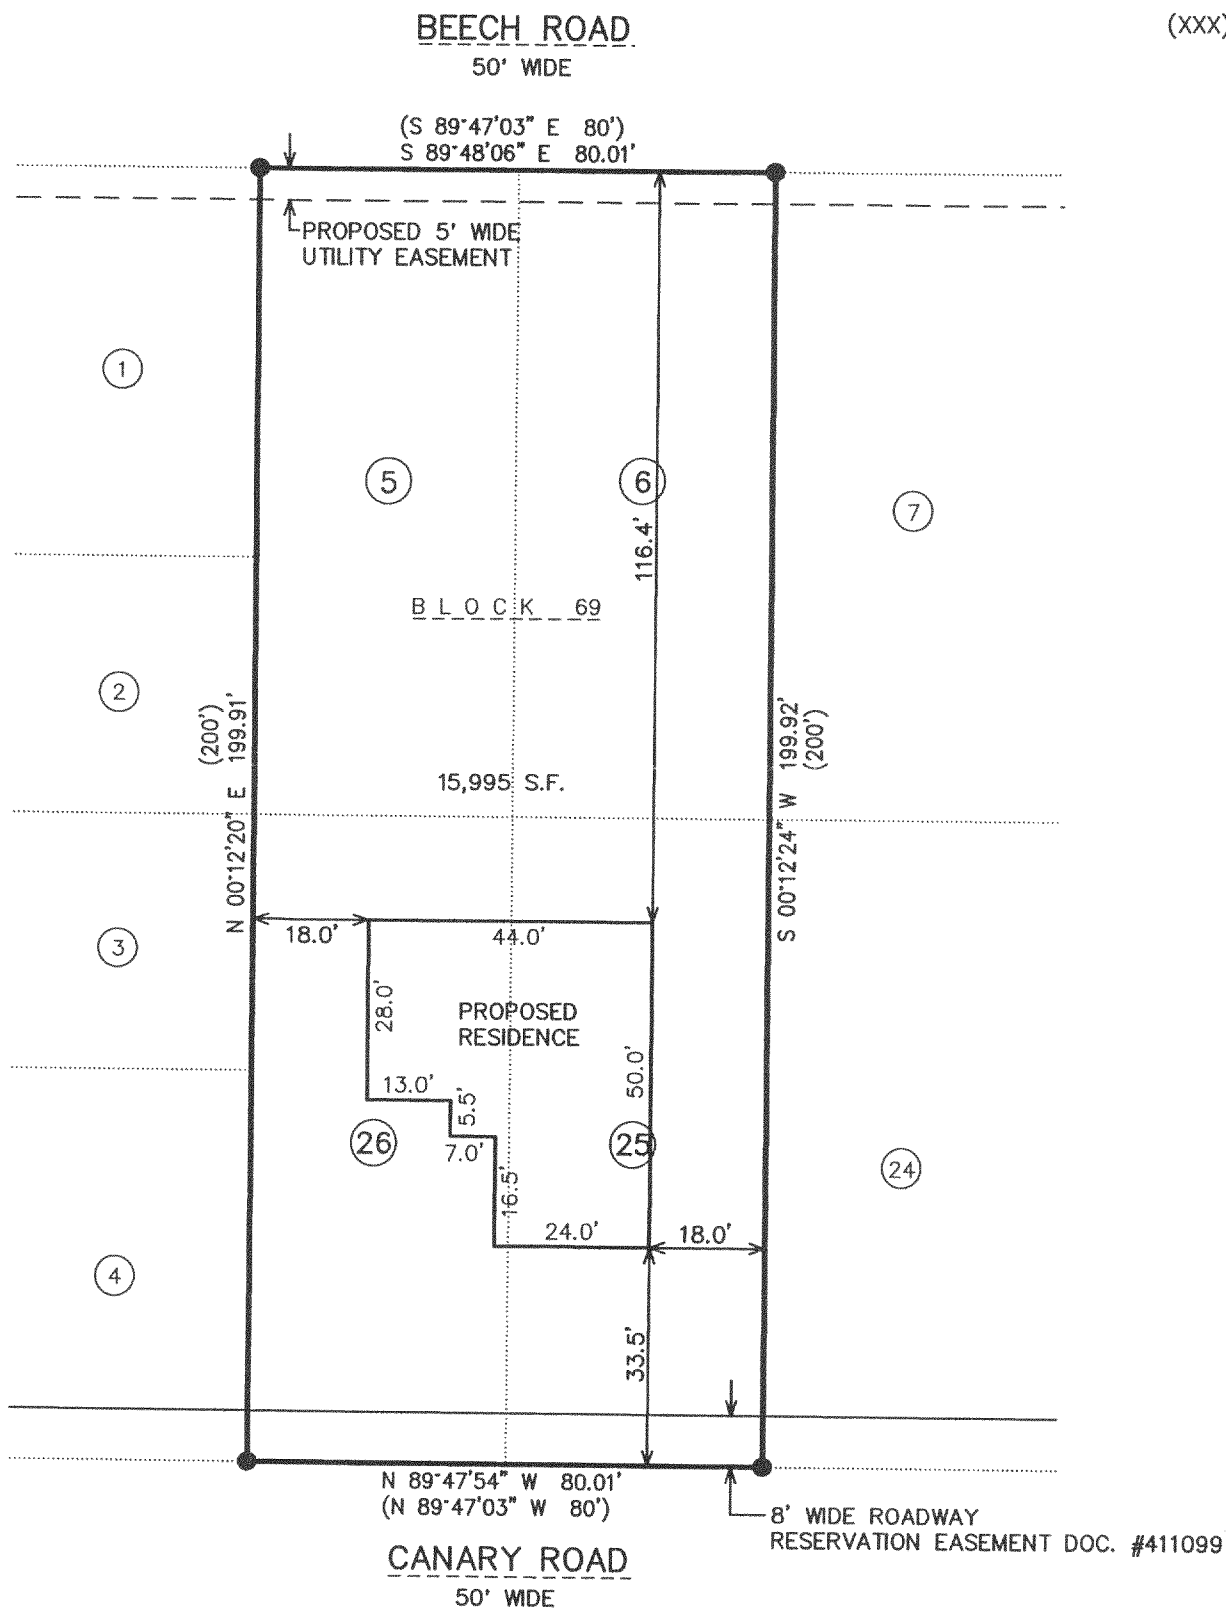 BEECH ROAD
50' WIDE
(XXX)
(S 89°47'03" E 80')
S 89°48'06" E 80.01'
PROPOSED 5' WIDE
UTILITY EASEMENT
1
5
6
7
116.4'
BLOCK 69
2
(200')
199.91'
N 00°12'20" E
199.92'
(200')
S 00°12'24" W
15,995 S.F.
18.0'
44.0'
3
28.0'
PROPOSED
RESIDENCE
50.0'
13.0'
5.5'
26
7.0'
25
24
16.5'
24.0'
18.0'
4
33.5'
N 89°47'54" W 80.01'
(N 89°47'03" W 80')
8' WIDE ROADWAY
RESERVATION EASEMENT DOC. #411099
CANARY ROAD
50' WIDE